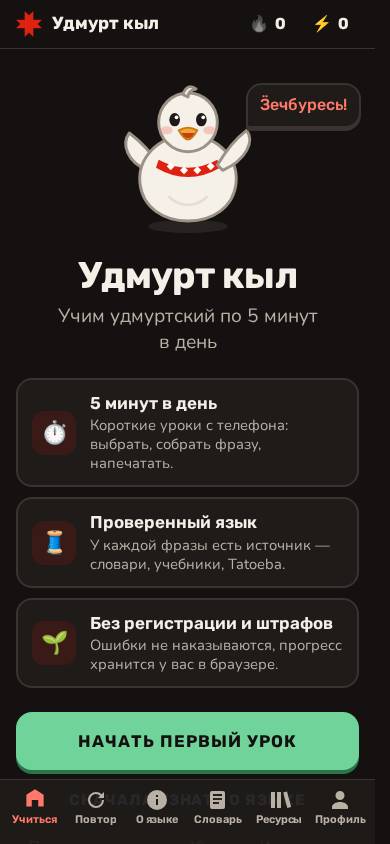 Удмурт кыл
0
0
Ӟечбуресь!
Удмурт кыл
Учим удмуртский по 5 минут
в день
5 минут в день
Короткие уроки с телефона:
выбрать, собрать фразу,
напечатать.
Проверенный язык
У каждой фразы есть источник —
словари, учебники, Tatoeba.
Без регистрации и штрафов
Ошибки не наказываются, прогресс
хранится у вас в браузере.
НАЧАТЬ ПЕРВЫЙ УРОК
Учиться
Повтор
О языке
Словарь
Ресурсы
Профиль